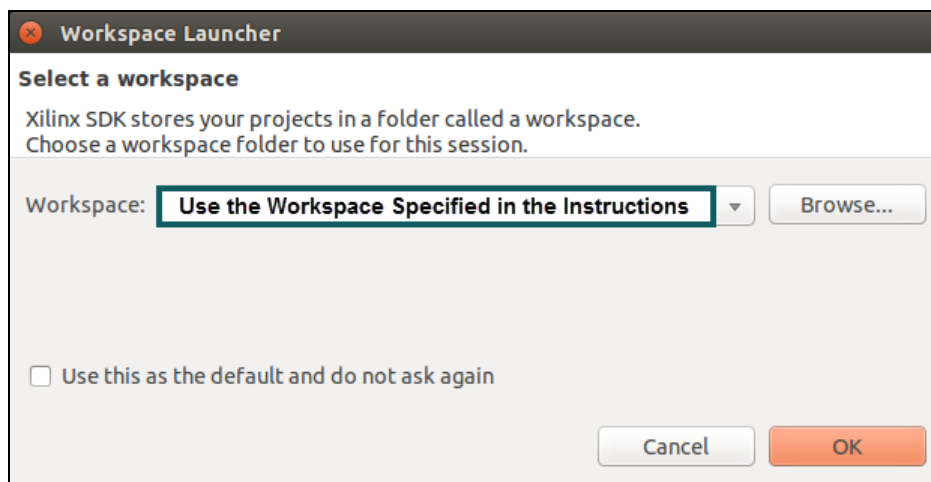 Workspace Launcher
Select a workspace
Xilinx SDK stores your projects in a folder called a workspace.
Choose a workspace folder to use for this session.
Workspace: Use the Workspace Specified in the Instructions Browse...
Use this as the default and do not ask again
Cancel OK